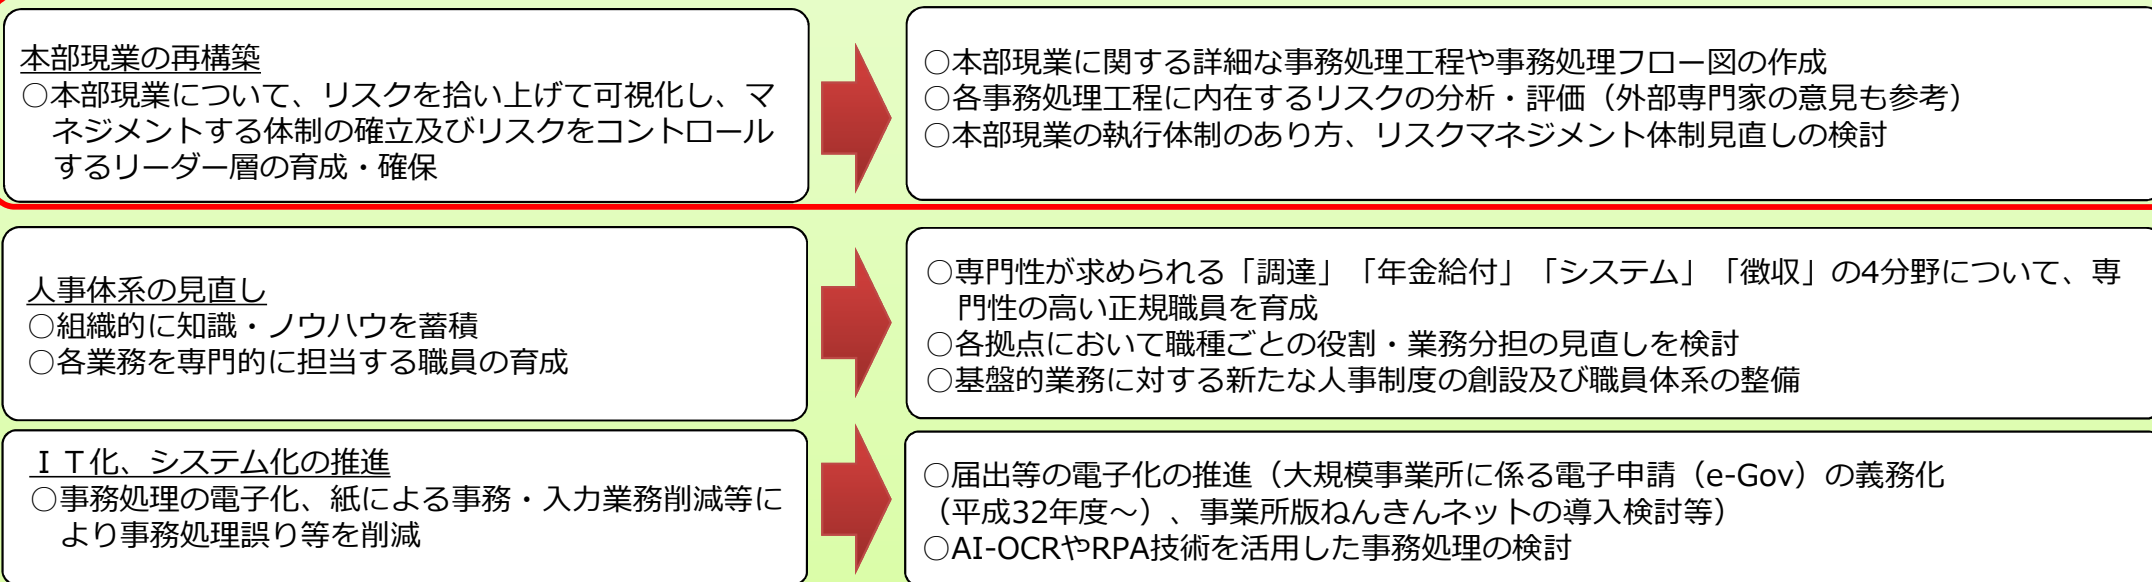 本部現業の再構築
○本部現業について、リスクを拾い上げて可視化し、マ
ネジメントする体制の確立及びリスクをコントロール
するリーダー層の育成・確保
○本部現業に関する詳細な事務処理工程や事務処理フロー図の作成
○各事務処理工程に内在するリスクの分析・評価（外部専門家の意見も参考）
○本部現業の執行体制のあり方、リスクマネジメント体制見直しの検討
人事体系の見直し
○組織的に知識・ノウハウを蓄積
○各業務を専門的に担当する職員の育成
○専門性が求められる「調達」「年金給付」「システム」「徴収」の4分野について、専
門性の高い正規職員を育成
○各拠点において職種ごとの役割・業務分担の見直しを検討
○基盤的業務に対する新たな人事制度の創設及び職員体系の整備
ＩＴ化、システム化の推進
○事務処理の電子化、紙による事務・入力業務削減等に
より事務処理誤り等を削減
○届出等の電子化の推進（大規模事業所に係る電子申請（e-Gov）の義務化
（平成32年度～）、事業所版ねんきんネットの導入検討等）
○AI-OCRやRPA技術を活用した事務処理の検討